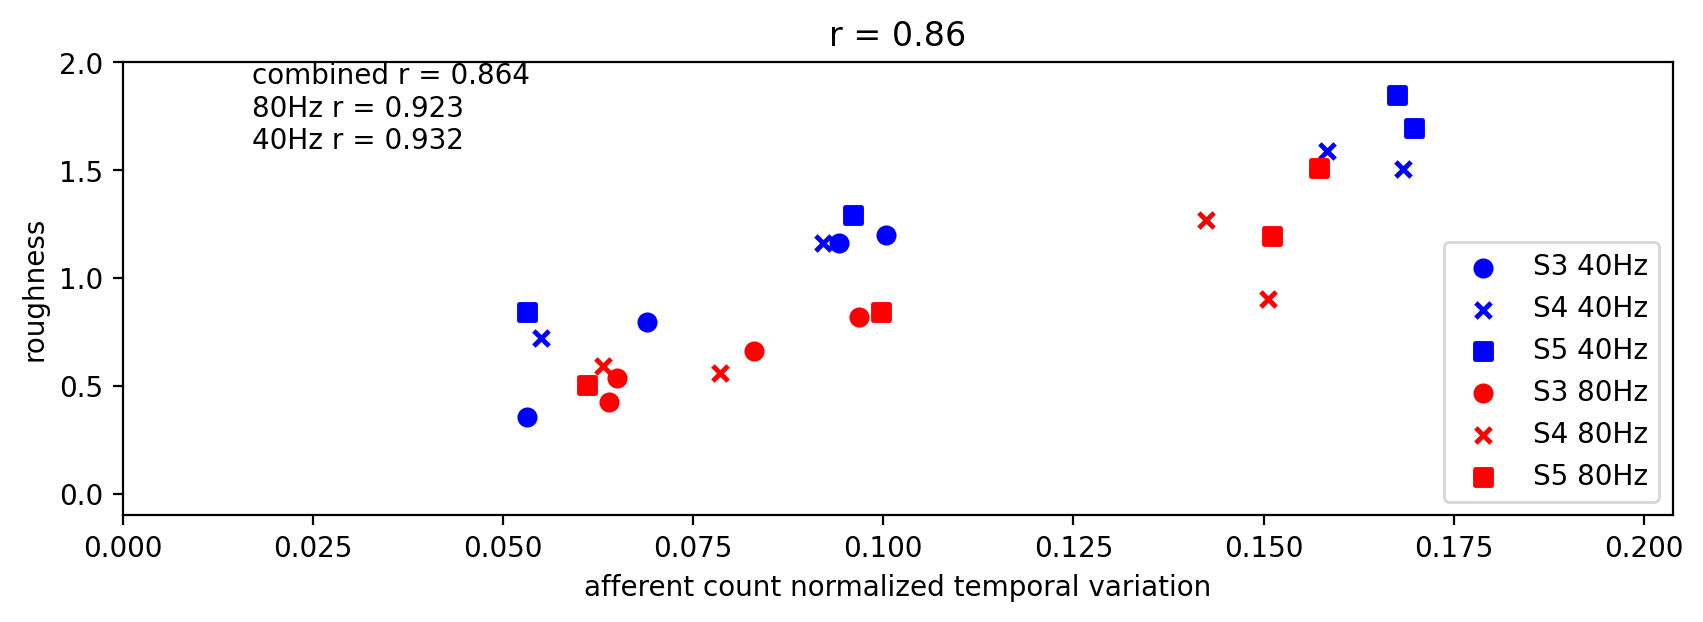 r = 0.86
combined r = 0.864
80Hz r = 0.923
40Hz r = 0.932
2.0
1.5
1.0
0.5
0.0
roughness
S3 40Hz
S4 40Hz
S5 40Hz
S3 80Hz
S4 80Hz
S5 80Hz
0.000 0.025 0.050 0.075 0.100 0.125 0.150 0.175 0.200
afferent count normalized temporal variation